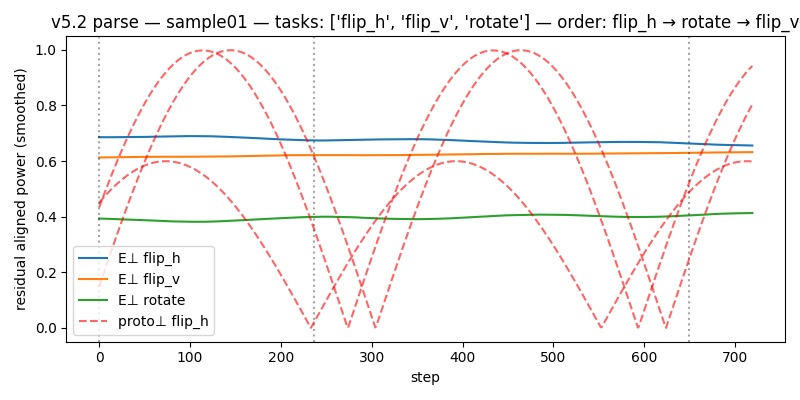 v5.2 parse — sample01 — tasks: ['flip_h', 'flip_v', 'rotate'] — order: flip_h → rotate → flip_v
residual aligned power (smoothed)
1.0
0.8
0.6
0.4
0.2
0.0
E⊥ flip_h
E⊥ flip_v
E⊥ rotate
proto⊥ flip_h
0 100 200 300 400 500 600 700
step